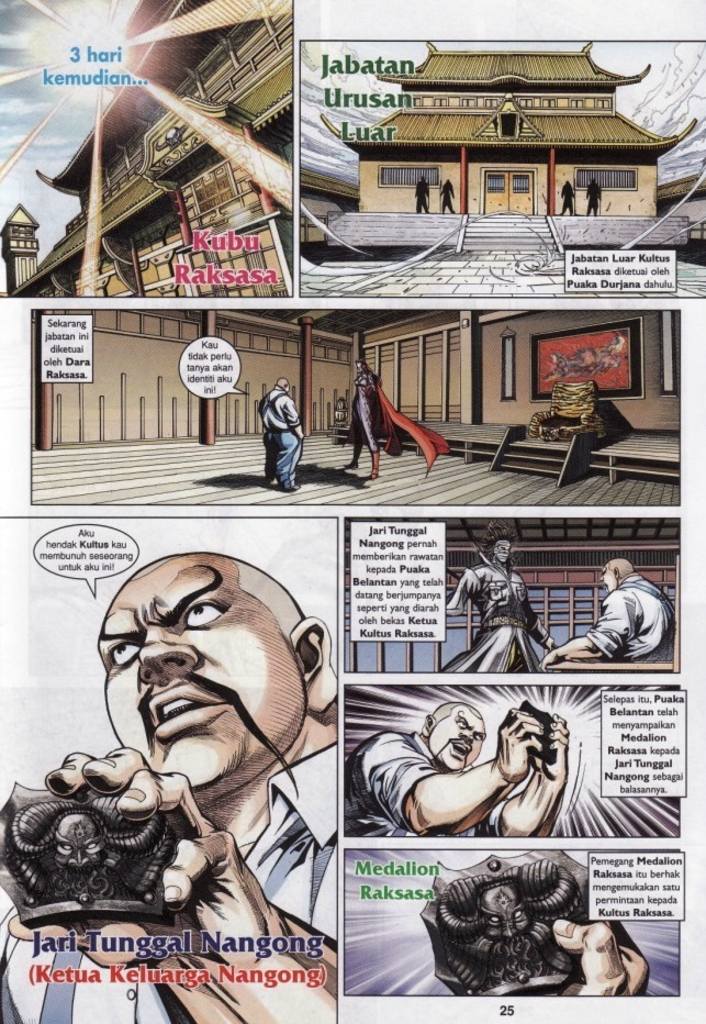 3 hari
kemudian...
Kubu
Raksasa
Jabatan
Urusan
Luar
Jabatan Luar Kultus
Raksasa diketuai oleh
Puaka Durjana dahulu.
Sekarang
jabatan ini
diketuai
oleh Dara
Raksasa.
Kau
tidak perlu
tanya akan
identiti aku
ini!
Aku
hendak Kultus kau
membunuh seseorang
untuk aku ini!
Jari Tunggal Nangong
(Ketua Keluarga Nangong)
Jari Tunggal
Nangong pernah
memberikan rawatan
kepada Puaka
Belantan yang telah
datang berjumpanya
seperti yang diarah
oleh bekas Ketua
Kultus Raksasa.
Selepas itu, Puaka
Belantan telah
menyampaikan
Medalion
Raksasa kepada
Jari Tunggal
Nangong sebagai
balasannya.
Medalion
Raksasa
Pemegang Medalion
Raksasa itu berhak
mengemukakan satu
permintaan kepada
Kultus Raksasa.
25